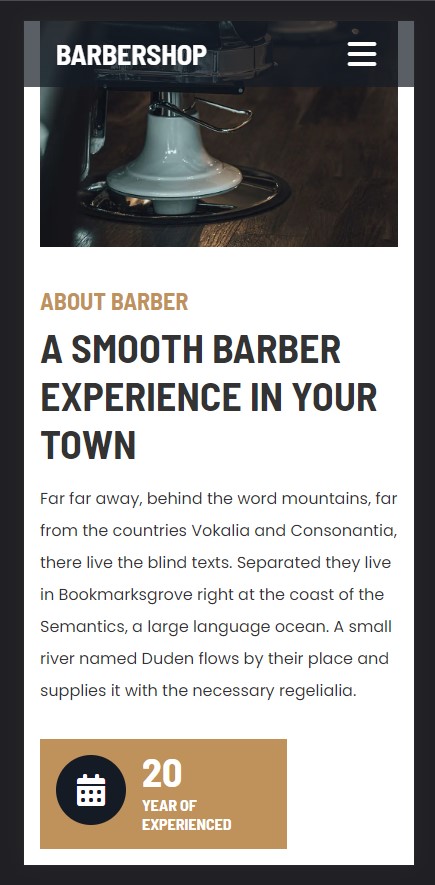 BARBERSHOP
ABOUT BARBER
A SMOOTH BARBER
EXPERIENCE IN YOUR
TOWN
Far far away, behind the word mountains, far
from the countries Vokalia and Consonantia,
there live the blind texts. Separated they live
in Bookmarksgrove right at the coast of the
Semantics, a large language ocean. A small
river named Duden flows by their place and
supplies it with the necessary regelialia.
20
YEAR OF
EXPERIENCED